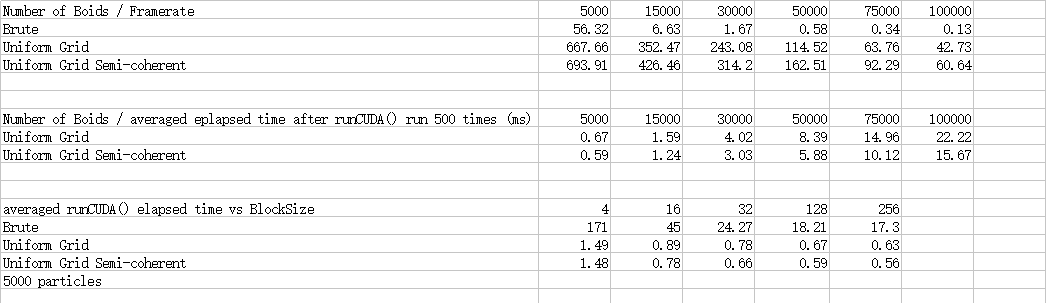 Number of Boids / Framerate 5000 15000 30000 50000 75000 100000
Brute 56.32 6.63 1.67 0.58 0.34 0.13
Uniform Grid 667.66 352.47 243.08 114.52 63.76 42.73
Uniform Grid Semi-coherent 693.91 426.46 314.2 162.51 92.29 60.64
Number of Boids / averaged eplapsed time after runCUDA() run 500 times (ms) 5000 15000 30000 50000 75000 100000
Uniform Grid 0.67 1.59 4.02 8.39 14.96 22.22
Uniform Grid Semi-coherent 0.59 1.24 3.03 5.88 10.12 15.67
averaged runCUDA() elapsed time vs BlockSize 4 16 32 128 256
Brute 171 45 24.27 18.21 17.3
Uniform Grid 1.49 0.89 0.78 0.67 0.63
Uniform Grid Semi-coherent 1.48 0.78 0.66 0.59 0.56
5000 particles